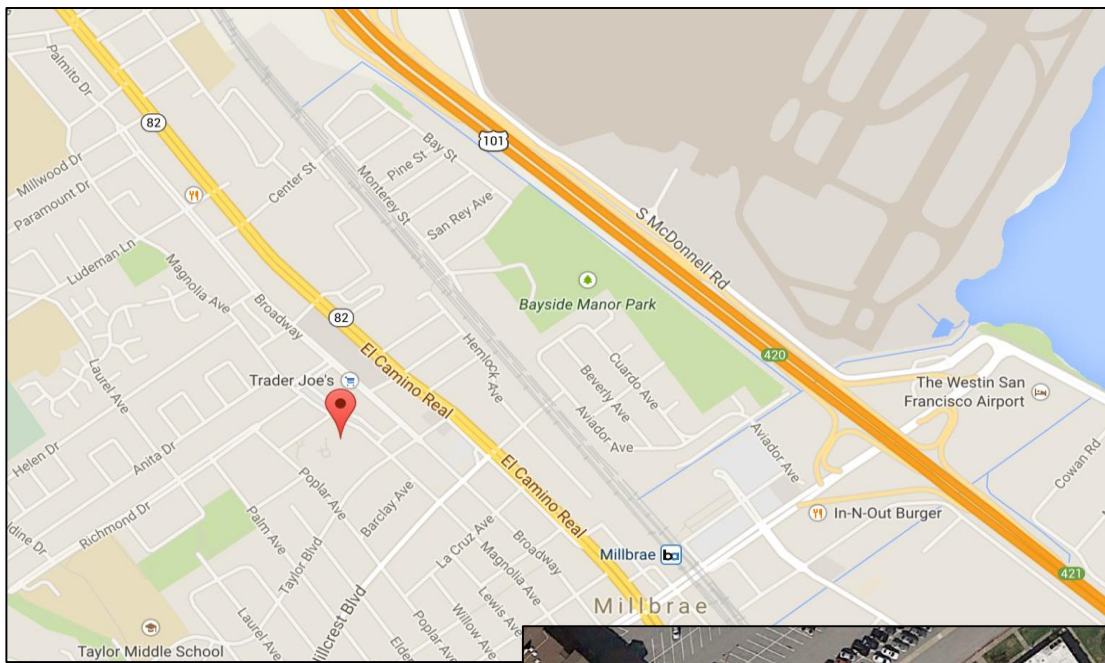 Palmito Dr
82
Millwood Dr
Paramount Dr
Ludeman Ln
Center St
Monterey St
Pine St
Bay St
San Rey Ave
101
S McDonnell Rd
Bayside Manor Park
Magnolia Ave
Broadway
82
El Camino Real
Hemlock Ave
Laurel Ave
Trader Joe's
Cuardo Ave
Beverly Ave
Aviador Ave
420
The Westin San
Francisco Airport
Aviador Ave
Cowan Rd
Helen Dr
Anita Dr
Richmond Dr
Poplar Ave
Barclay Ave
El Camino Real
In-N-Out Burger
Palm Ave
Taylor Blvd
La Cruz Ave
Broadway
Magnolia Ave
Lewis Ave
Willow Ave
Millbrae
ba
421
Millbrae
Hillcrest Blvd
Laurel Ave
Poplar Ave
Taylor Middle School